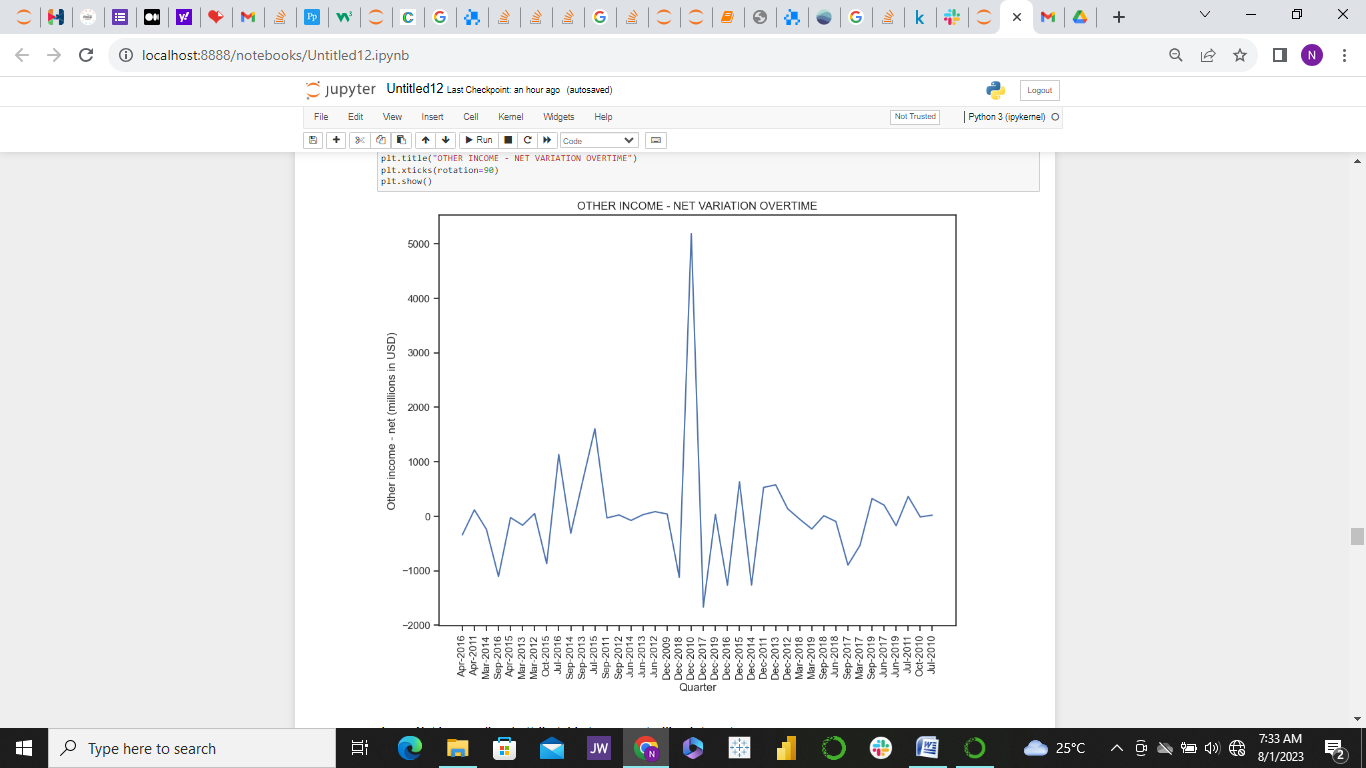 localhost:8888/notebooks/Untitled12.ipynb
N
jupyter Untitled12 Last Checkpoint: an hour ago (autosaved)
Logout
File Edit View Insert Cell Kernel Widgets Help
Not Trusted
Python 3 (ipykernel)
Run
Code
plt.title("OTHER INCOME - NET VARIATION OVERTIME")
plt.xticks(rotation=90)
plt.show()
OTHER INCOME - NET VARIATION OVERTIME
Other income - net (millions in USD)
5000
4000
3000
2000
1000
0
−1000
−2000
Apr-2016
Apr-2011
Mar-2014
Sep-2016
Apr-2015
Mar-2013
Mar-2012
Oct-2015
Jul-2016
Sep-2014
Sep-2013
Jul-2015
Sep-2011
Sep-2012
Jun-2014
Jun-2013
Jun-2012
Dec-2009
Dec-2018
Dec-2010
Dec-2017
Dec-2019
Dec-2016
Dec-2015
Dec-2014
Dec-2011
Dec-2013
Dec-2012
Mar-2018
Mar-2019
Sep-2018
Jun-2018
Sep-2017
Mar-2017
Sep-2019
Jun-2017
Jun-2019
Jul-2011
Oct-2010
Jul-2010
Quarter
Type here to search
JW
25°C
7:33 AM
8/1/2023
2